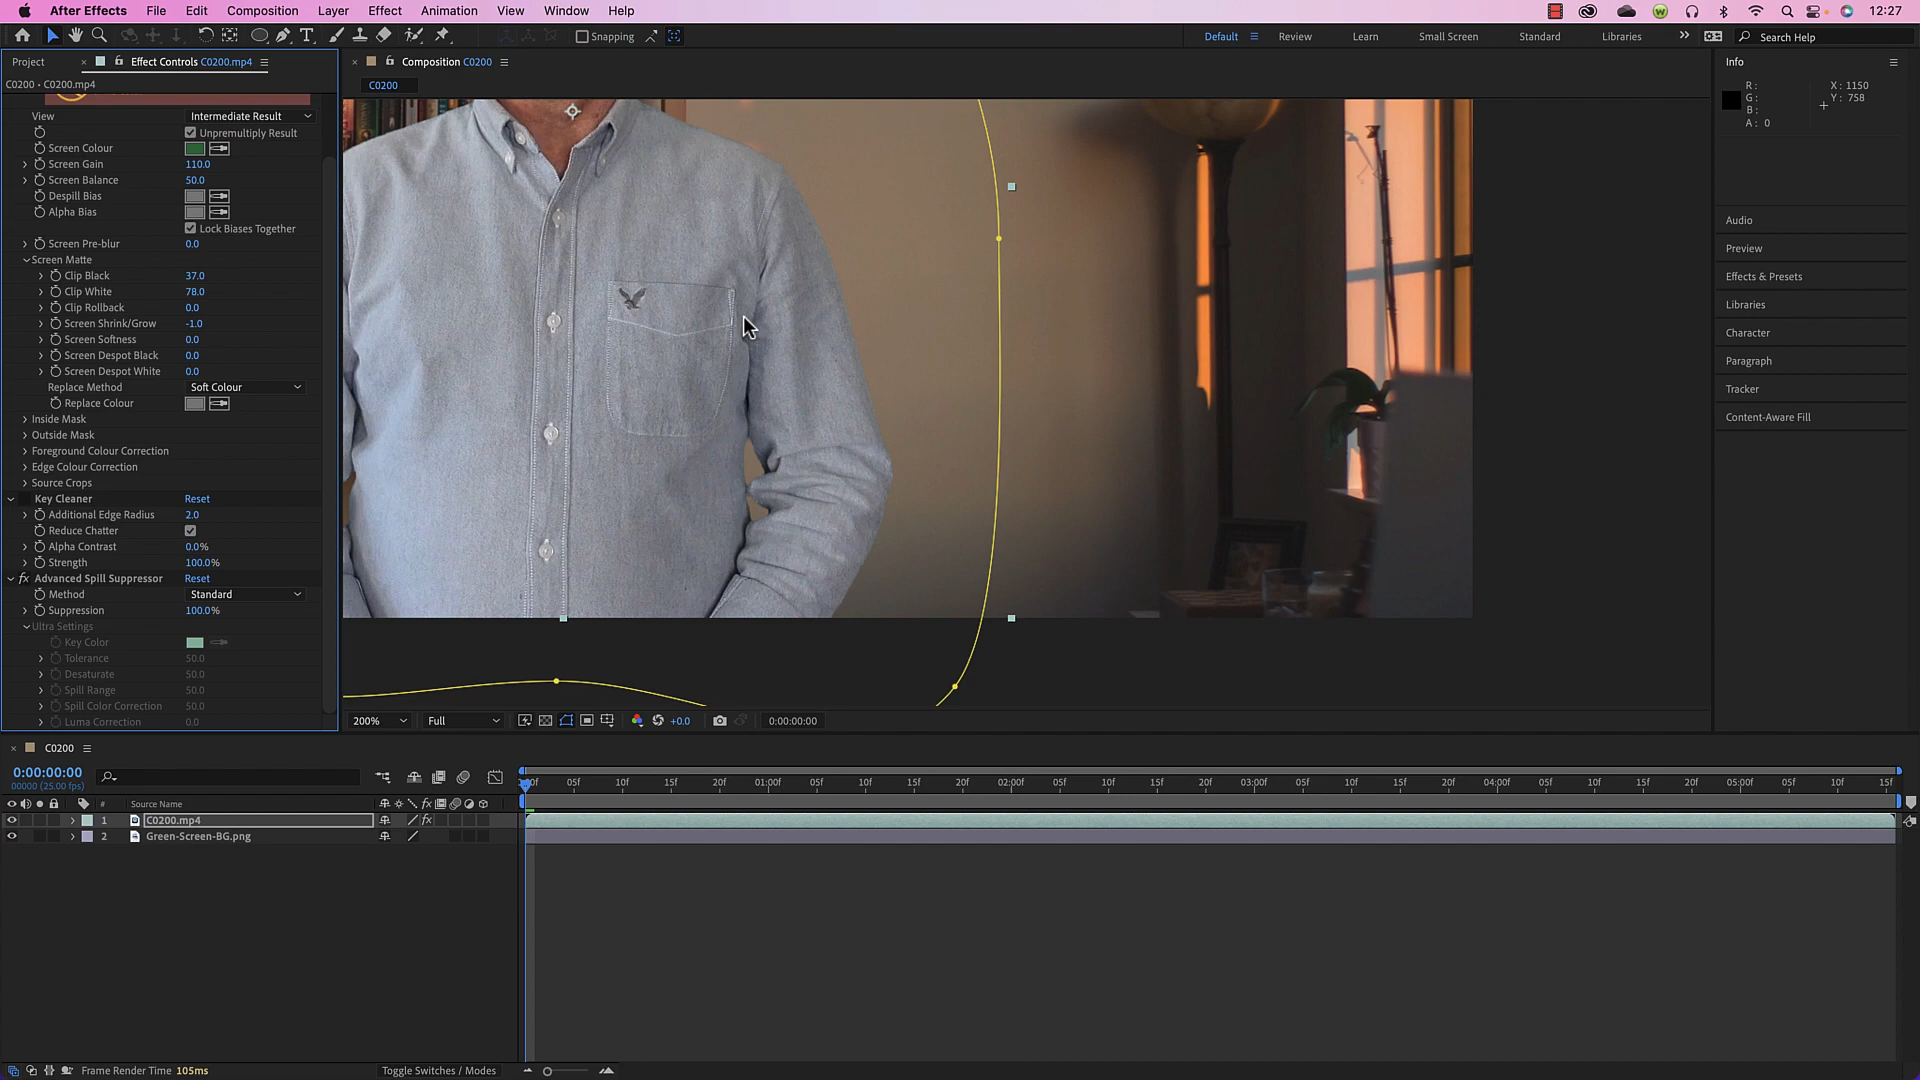 After Effects File Edit Composition Layer Effect Animation View Window Help 12:27
Snapping Default Review Learn Small Screen Standard Libraries Search Help
Project Effect Controls C0200.mp4
C0200 • C0200.mp4
View Intermediate Result
Unpremultiply Result
Screen Colour
Screen Gain 110.0
Screen Balance 50.0
Despill Bias
Alpha Bias
Lock Biases Together
Screen Pre-blur 0.0
Screen Matte
Clip Black 37.0
Clip White 78.0
Clip Rollback 0.0
Screen Shrink/Grow -1.0
Screen Softness 0.0
Screen Despot Black 0.0
Screen Despot White 0.0
Replace Method Soft Colour
Replace Colour
Inside Mask
Outside Mask
Foreground Colour Correction
Edge Colour Correction
Source Crops
Key Cleaner Reset
Additional Edge Radius 2.0
Reduce Chatter
Alpha Contrast 0.0%
Strength 100.0%
fx Advanced Spill Suppressor Reset
Method Standard
Suppression 100.0%
Ultra Settings
Key Color
Tolerance 50.0
Desaturate 50.0
Spill Range 50.0
Spill Color Correction 50.0
Luma Correction 0.0
Composition C0200
C0200
200% Full +0.0 0:00:00:00
Info
R : X : 1150
G : Y : 758
B :
A : 0
Audio
Preview
Effects & Presets
Libraries
Character
Paragraph
Tracker
Content-Aware Fill
C0200
0:00:00:00
00000 (25.00 fps)
:00f 05f 10f 15f 20f 01:00f 05f 10f 15f 20f 02:00f 05f 10f 15f 20f 03:00f 05f 10f 15f 20f 04:00f 05f 10f 15f 20f 05:00f 05f 10f 15f
# Source Name fx
1 C0200.mp4 fx
2 Green-Screen-BG.png
Frame Render Time 105ms Toggle Switches / Modes